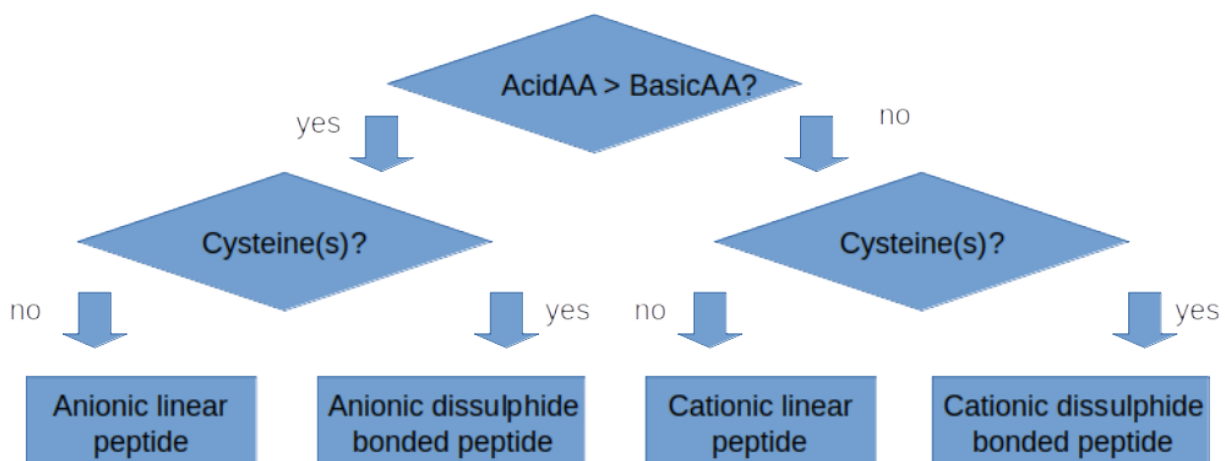 AcidAA > BasicAA?
yes
no
Cysteine(s)?
Cysteine(s)?
no
yes
no
yes
Anionic linear
peptide
Anionic dissulphide
bonded peptide
Cationic linear
peptide
Cationic dissulphide
bonded peptide